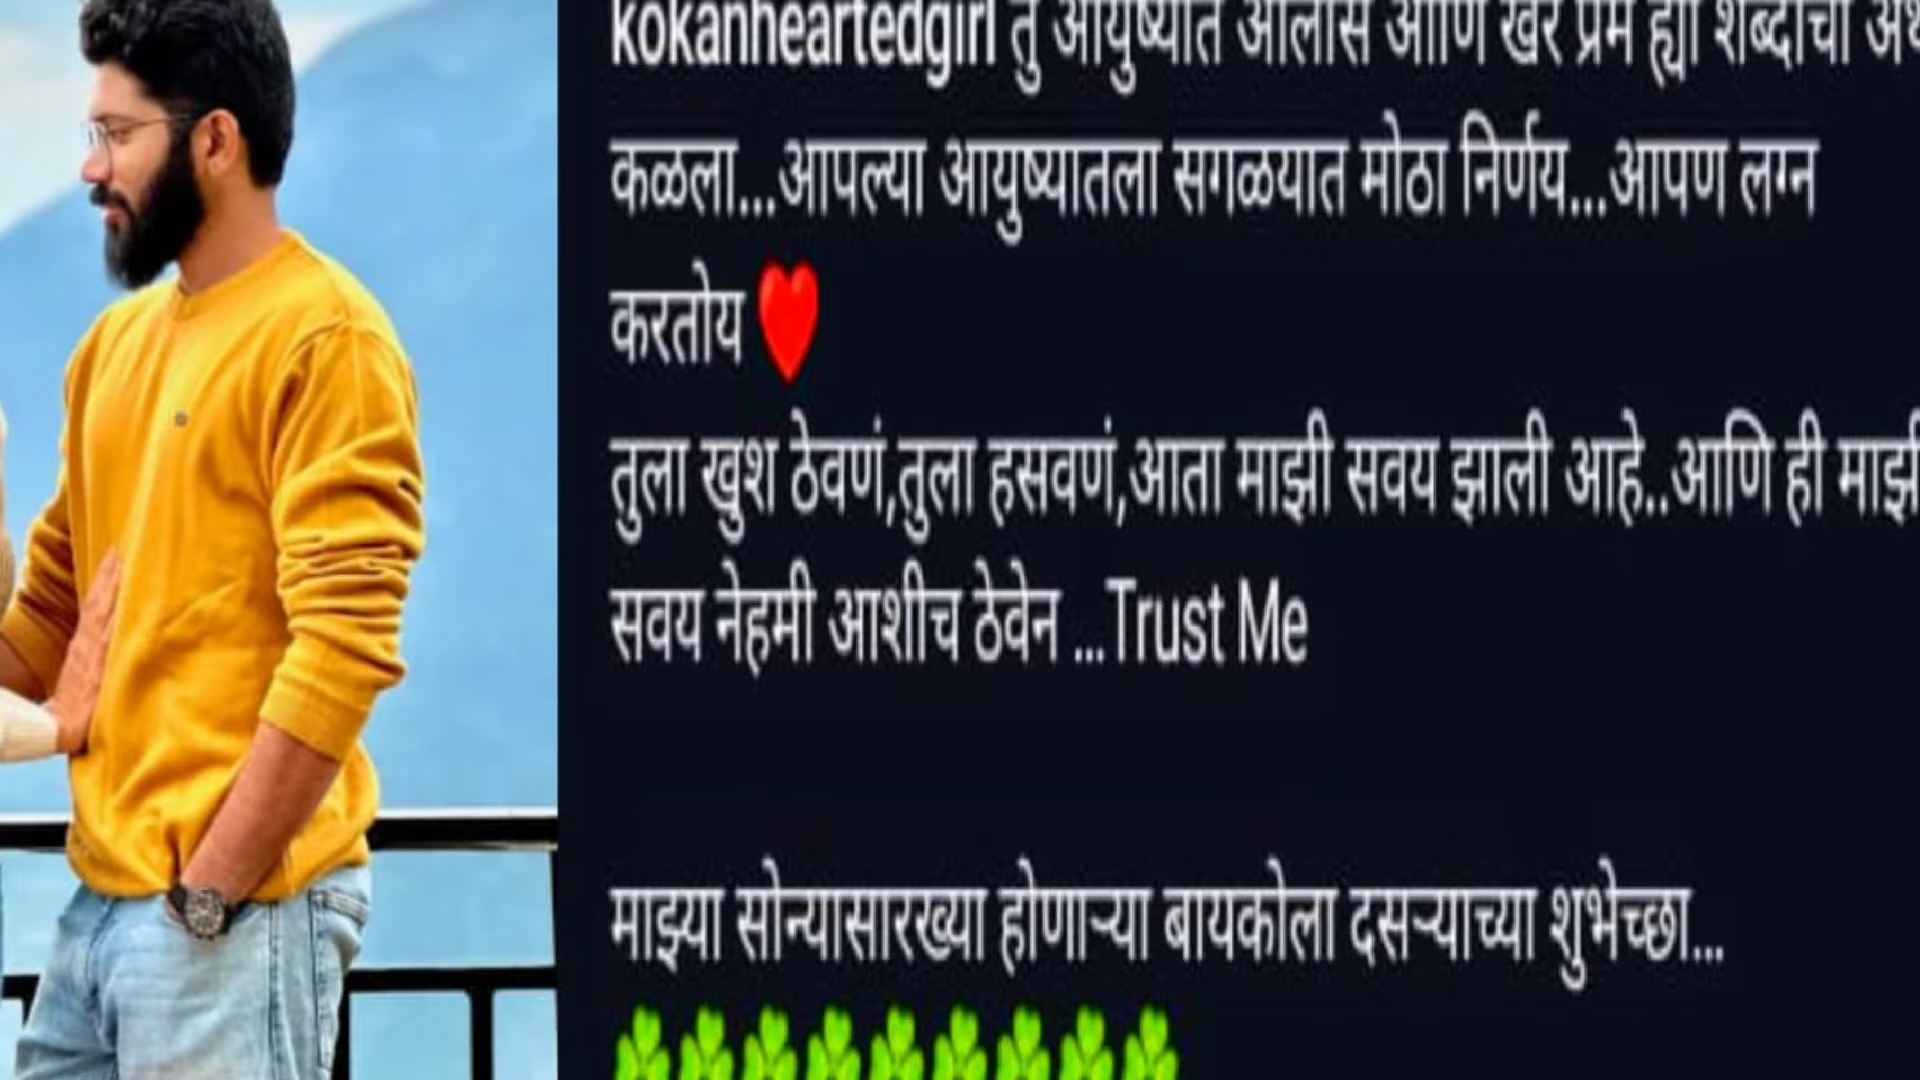 kokanheartedgirl तु आयुष्यात आलीस आणि खरं प्रेम ह्या शब्दाचा
कळला...आपल्या आयुष्यातला सगळयात मोठा निर्णय...आपण लग्न
करतोय ♥️
तुला खुश ठेवणं,तुला हसवणं,आता माझी सवय झाली आहे..आणि ही माझी
सवय नेहमी आशीच ठेवेन ...Trust Me
माझ्या सोन्यासारख्या होणाऱ्या बायकोला दसऱ्याच्या शुभेच्छा...
☘️☘️☘️☘️☘️☘️☘️☘️☘️